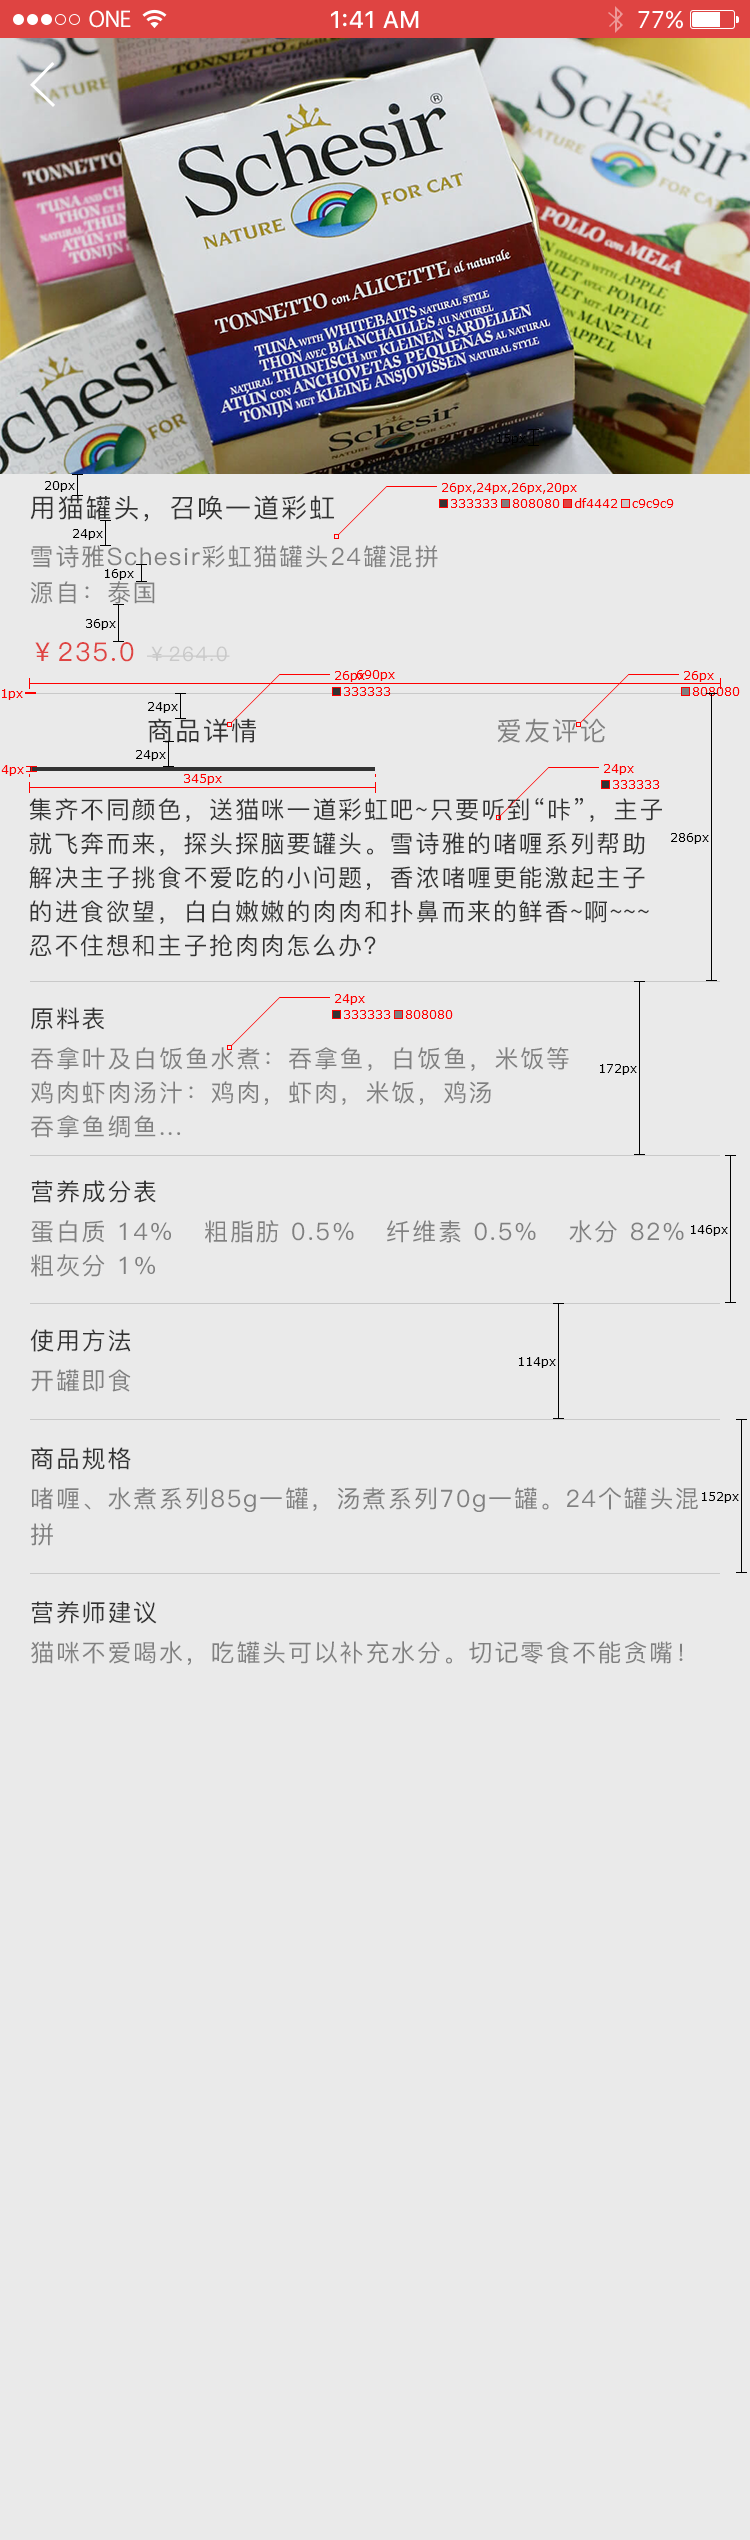 ONE
1:41 AM
77%
TONNETTO
Schesir®
NATURE FOR CAT
TONNETTO con ALICETTE al naturale
TUNA WITH WHITEBAITS NATURAL STYLE
THON AVEC BLANCHAILLES AU NATUREL
NATURAL THUNFISCH MIT KLEINEN SARDELLEN
ATÚN CON ANCHOVETAS PEQUEÑAS AL NATURAL
TONIJN MET KLEINE ANSJOVISSEN NATURAL STYLE
Schesir
NATURE FOR CAT
POLLO con MELA
FILLETS WITH APPLE
AVEC POMME
MIT APFEL
CON MANZANA
APPEL
Schesir
FOR
Schesir
20px
用猫罐头，召唤一道彩虹
26px,24px,26px,20px
333333 808080 df4442 c9c9c9
24px
雪诗雅Schesir彩虹猫罐头24罐混拼
16px
源自：泰国
36px
¥ 235.0 ¥ 264.0
26px
690px
333333
26px
808080
1px
24px
商品详情
爱友评论
24px
4px
345px
24px
333333
集齐不同颜色，送猫咪一道彩虹吧~只要听到“咔”，主子
就飞奔而来，探头探脑要罐头。雪诗雅的啫喱系列帮助
286px
解决主子挑食不爱吃的小问题，香浓啫喱更能激起主子
的进食欲望，白白嫩嫩的肉肉和扑鼻而来的鲜香~啊~~~
忍不住想和主子抢肉肉怎么办?
原料表
24px
333333 808080
吞拿叶及白饭鱼水煮：吞拿鱼，白饭鱼，米饭等
172px
鸡肉虾肉汤汁：鸡肉，虾肉，米饭，鸡汤
吞拿鱼绸鱼...
营养成分表
蛋白质 14% 粗脂肪 0.5% 纤维素 0.5% 水分 82%
146px
粗灰分 1%
使用方法
114px
开罐即食
商品规格
啫喱、水煮系列85g一罐，汤煮系列70g一罐。24个罐头混
152px
拼
营养师建议
猫咪不爱喝水，吃罐头可以补充水分。切记零食不能贪嘴！